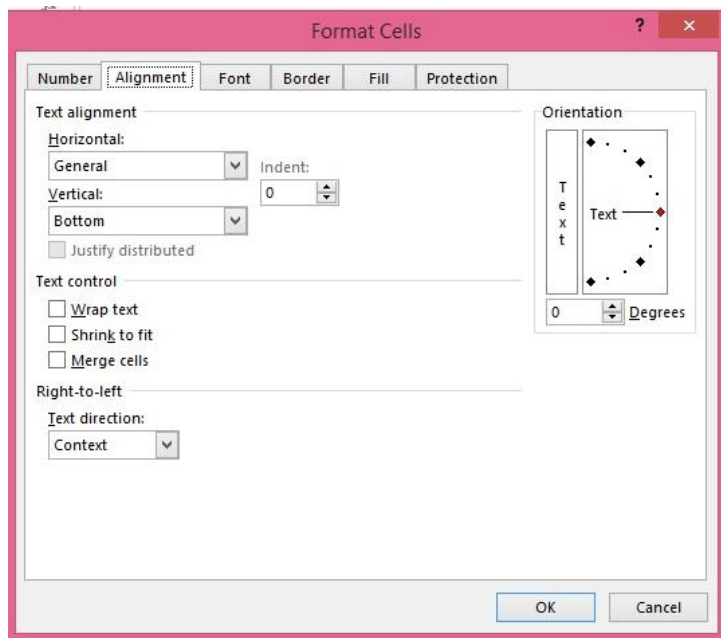 Format Cells
? ×
Number Alignment Font Border Fill Protection
Text alignment
Horizontal:
General
Indent:
0
Vertical:
Bottom
Justify distributed
Text control
Wrap text
Shrink to fit
Merge cells
Right-to-left
Text direction:
Context
Orientation
Text
Text
0 Degrees
OK Cancel